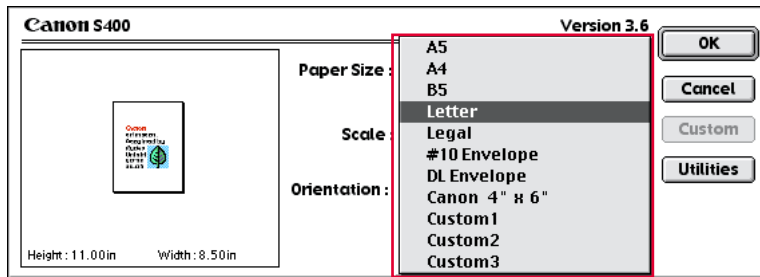 Canon S400
Version 3.6
Paper Size :
Scale :
Orientation :
A5
A4
B5
Letter
Legal
#10 Envelope
DL Envelope
Canon 4" x 6"
Custom1
Custom2
Custom3
OK
Cancel
Custom
Utilities
Canon
Height : 11.00in Width : 8.50in